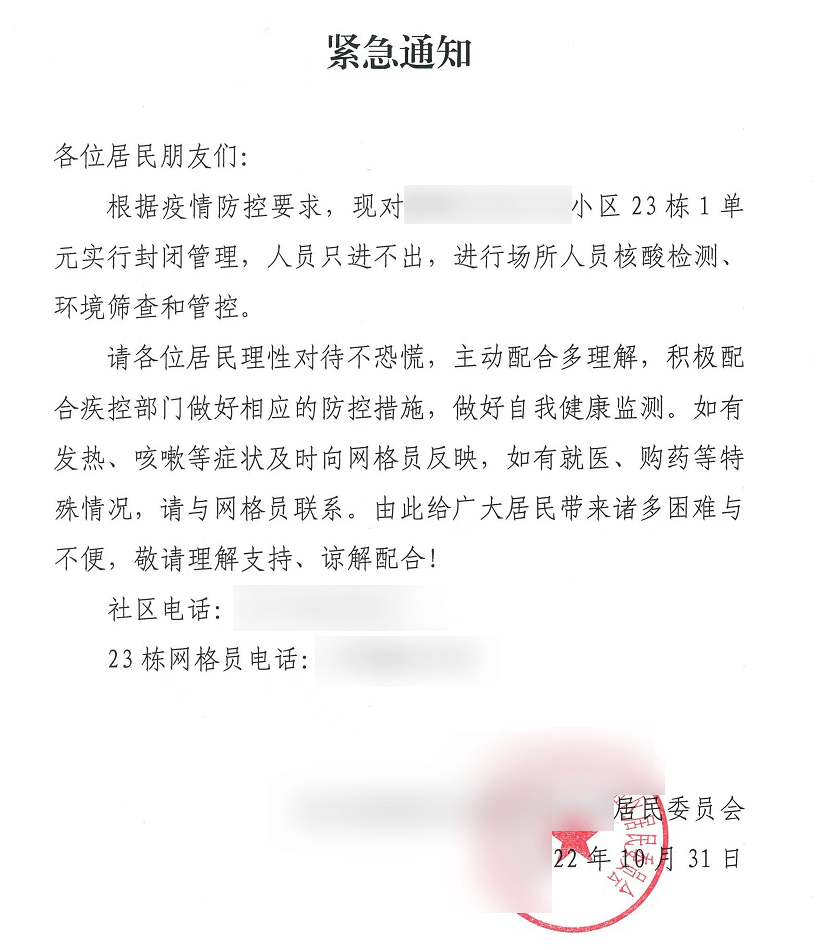 紧急通知
各位居民朋友们：
根据疫情防控要求，现对小区 23 栋 1 单
元实行封闭管理，人员只进不出，进行场所人员核酸检测、
环境筛查和管控。
请各位居民理性对待不恐慌，主动配合多理解，积极配
合疾控部门做好相应的防控措施，做好自我健康监测。如有
发热、咳嗽等症状及时向网格员反映，如有就医、购药等特
殊情况，请与网格员联系。由此给广大居民带来诸多困难与
不便，敬请理解支持、谅解配合！
社区电话：
23 栋网格员电话：
居民委员会
22 年 10 月 31 日
居民委员会